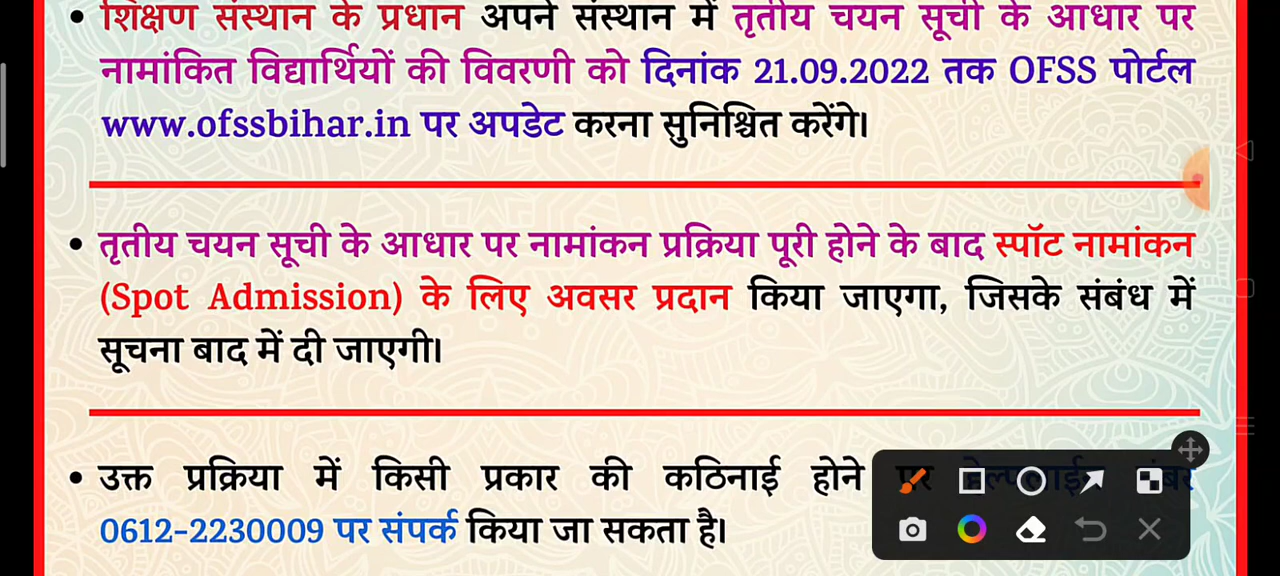 शिक्षण संस्थान के प्रधान अपने संस्थान में तृतीय चयन सूची के आधार पर
नामांकित विद्यार्थियों की विवरणी को दिनांक 21.09.2022 तक OFSS पोर्टल
www.ofssbihar.in पर अपडेट करना सुनिश्चित करेंगे।
तृतीय चयन सूची के आधार पर नामांकन प्रक्रिया पूरी होने के बाद स्पॉट नामांकन
(Spot Admission) के लिए अवसर प्रदान किया जाएगा, जिसके संबंध में
सूचना बाद में दी जाएगी।
उक्त प्रक्रिया में किसी प्रकार की कठिनाई होने पर
0612-2230009 पर संपर्क किया जा सकता है।